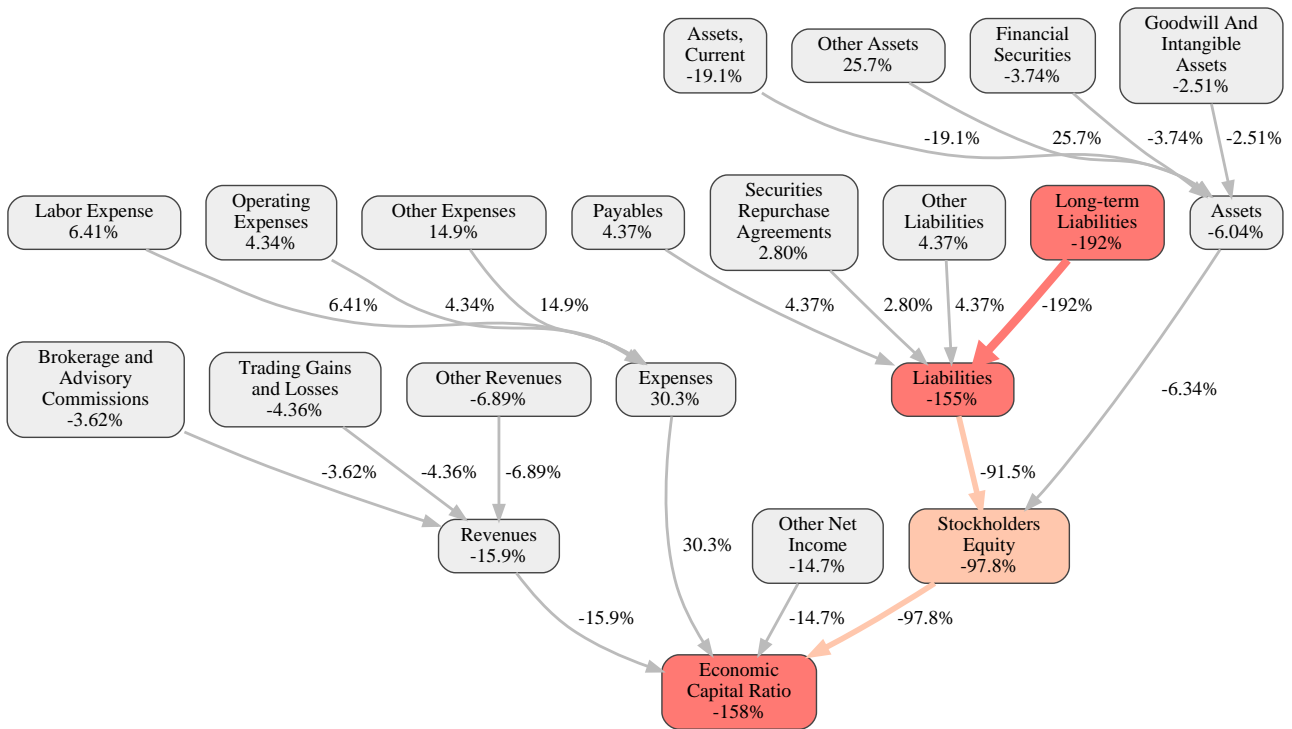 Assets,
Current
-19.1%
Other Assets
25.7%
Financial
Securities
-3.74%
Goodwill And
Intangible
Assets
-2.51%
-19.1%
25.7%
-3.74%
-2.51%
Labor Expense
6.41%
Operating
Expenses
4.34%
Other Expenses
14.9%
Payables
4.37%
Securities
Repurchase
Agreements
2.80%
Other
Liabilities
4.37%
Long-term
Liabilities
-192%
Assets
-6.04%
6.41%
4.34%
14.9%
4.37%
2.80%
4.37%
-192%
Brokerage and
Advisory
Commissions
-3.62%
Trading Gains
and Losses
-4.36%
Other Revenues
-6.89%
Expenses
30.3%
Liabilities
-155%
-6.34%
-3.62%
-4.36%
-6.89%
-91.5%
Revenues
-15.9%
30.3%
Other Net
Income
-14.7%
Stockholders
Equity
-97.8%
-15.9%
-14.7%
-97.8%
Economic
Capital Ratio
-158%